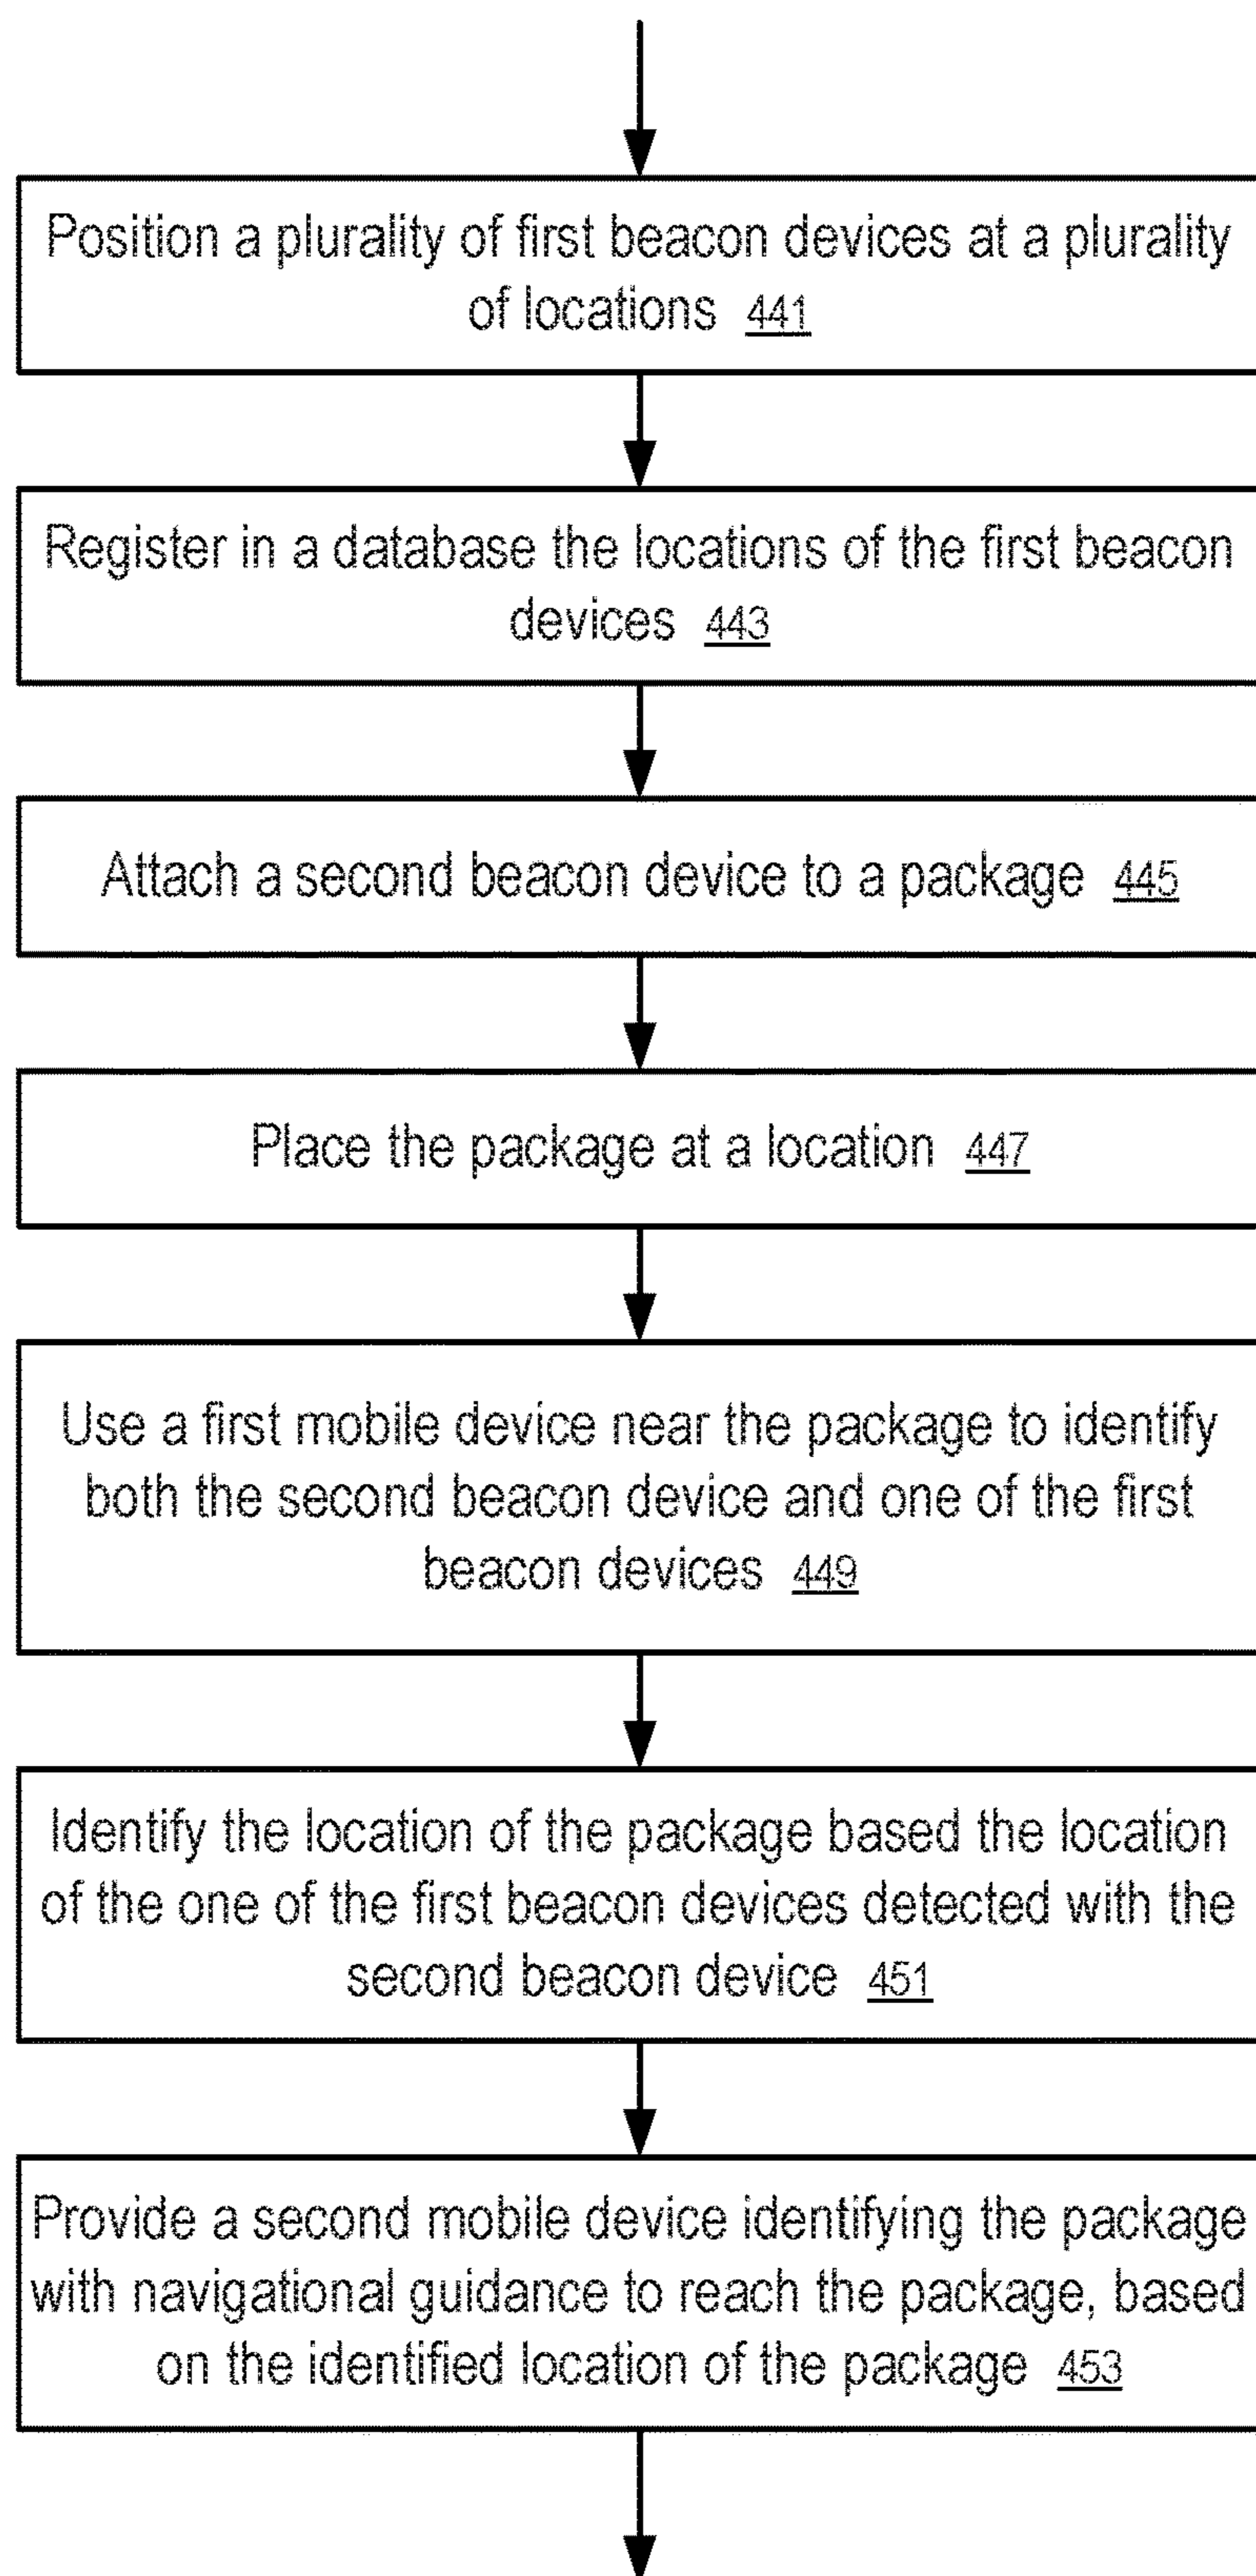 Position a plurality of first beacon devices at a plurality
of locations 441
Register in a database the locations of the first beacon
devices 443
Attach a second beacon device to a package 445
Place the package at a location 447
Use a first mobile device near the package to identify
both the second beacon device and one of the first
beacon devices 449
Identify the location of the package based the location
of the one of the first beacon devices detected with the
second beacon device 451
Provide a second mobile device identifying the package
with navigational guidance to reach the package, based
on the identified location of the package 453